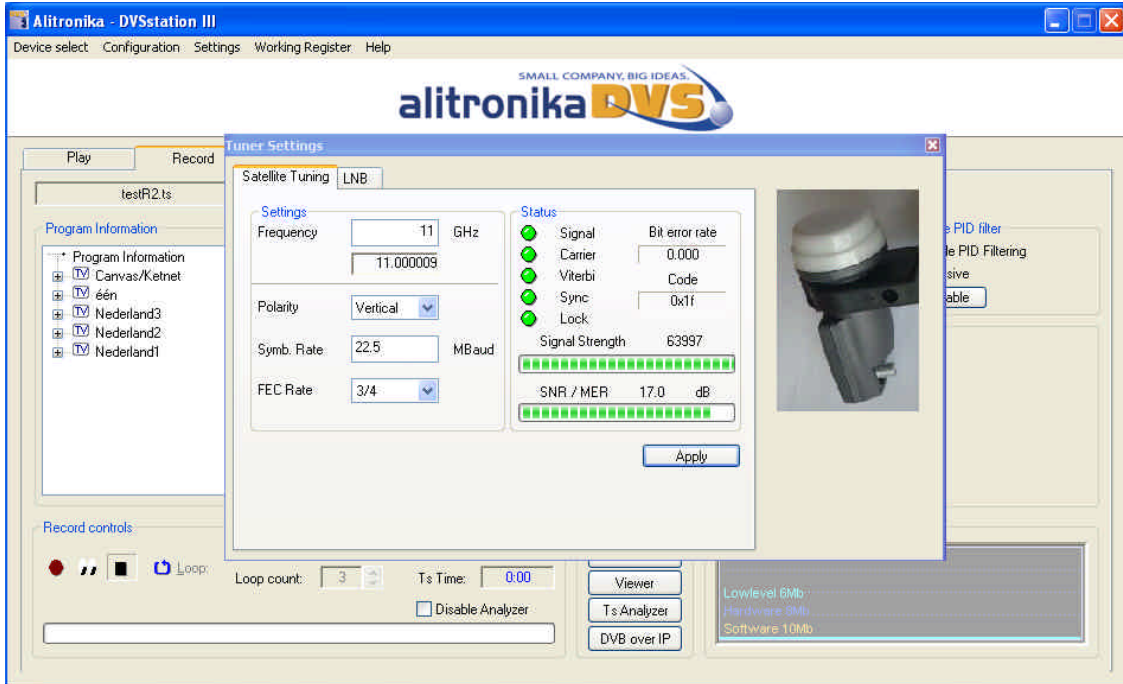 Alitronika - DVSstation III
Device select Configuration Settings Working Register Help
SMALL COMPANY, BIG IDEAS.
alitronika DVS
Play Record
testR2.ts
Program Information
Program Information
TV Canvas/Ketnet
TV één
TV Nederland3
TV Nederland2
TV Nederland1
Tuner Settings
Satellite Tuning LNB
Settings
Frequency 11 GHz
11.000009
Polarity Vertical
Symb. Rate 22.5 MBaud
FEC Rate 3/4
Status
Signal Bit error rate
Carrier 0.000
Viterbi Code
Sync 0x1f
Lock
Signal Strength 63997
SNR / MER 17.0 dB
Apply
PID filter
PID Filtering
Record controls
Loop:
Loop count: 3 Ts Time: 0:00
Disable Analyzer
Viewer
Ts Analyzer
DVB over IP
Lowlevel 6Mb
Software 10Mb